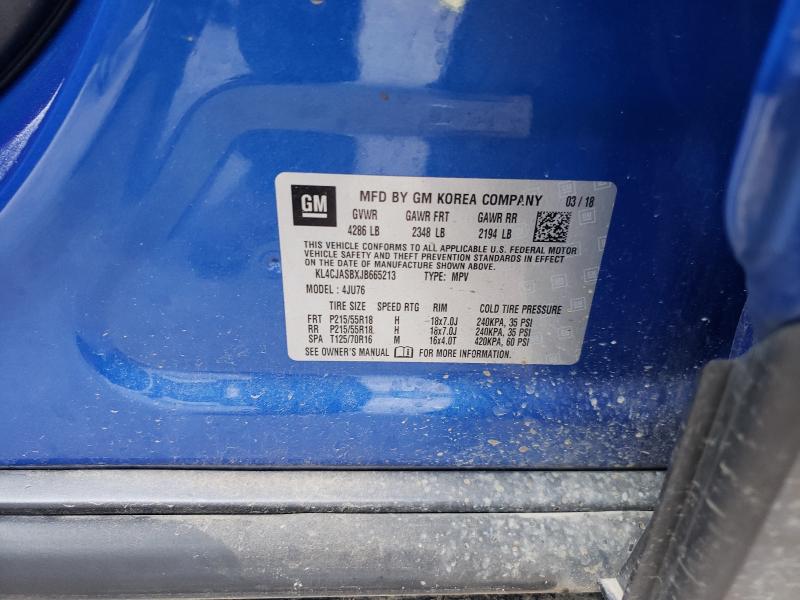 GM
MFD BY GM KOREA COMPANY 03 / 18
GVWR GAWR FRT GAWR RR
4286 LB 2348 LB 2194 LB
THIS VEHICLE CONFORMS TO ALL APPLICABLE U.S. FEDERAL MOTOR
VEHICLE SAFETY AND THEFT PREVENTION STANDARDS IN EFFECT
ON THE DATE OF MANUFACTURE SHOWN ABOVE.
KL4CJASBXJB665213 TYPE: MPV
MODEL : 4JU76
TIRE SIZE SPEED RTG RIM COLD TIRE PRESSURE
FRT P215/55R18 H 18x7.0J 240KPA, 35 PSI
RR P215/55R18 H 18x7.0J 240KPA, 35 PSI
SPA T125/70R16 M 16x4.0T 420KPA, 60 PSI
SEE OWNER'S MANUAL FOR MORE INFORMATION.